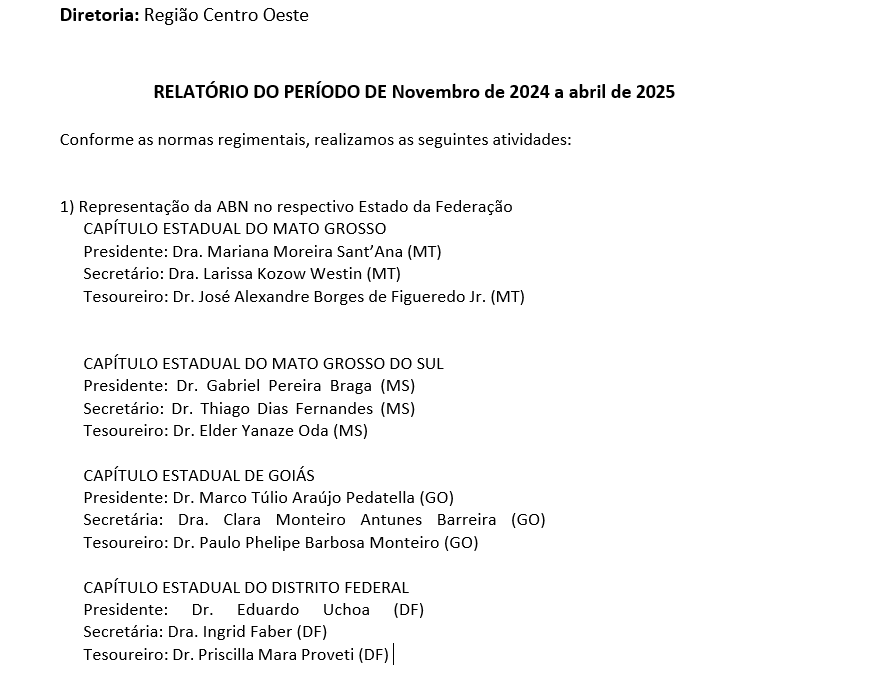 Diretoria: Região Centro Oeste
RELATÓRIO DO PERÍODO DE Novembro de 2024 a abril de 2025
Conforme as normas regimentais, realizamos as seguintes atividades:
1) Representação da ABN no respectivo Estado da Federação
CAPÍTULO ESTADUAL DO MATO GROSSO
Presidente: Dra. Mariana Moreira Sant’Ana (MT)
Secretário: Dra. Larissa Kozow Westin (MT)
Tesoureiro: Dr. José Alexandre Borges de Figueredo Jr. (MT)
CAPÍTULO ESTADUAL DO MATO GROSSO DO SUL
Presidente: Dr. Gabriel Pereira Braga (MS)
Secretário: Dr. Thiago Dias Fernandes (MS)
Tesoureiro: Dr. Elder Yanaze Oda (MS)
CAPÍTULO ESTADUAL DE GOIÁS
Presidente: Dr. Marco Túlio Araújo Pedatella (GO)
Secretária: Dra. Clara Monteiro Antunes Barreira (GO)
Tesoureiro: Dr. Paulo Phelipe Barbosa Monteiro (GO)
CAPÍTULO ESTADUAL DO DISTRITO FEDERAL
Presidente: Dr. Eduardo Uchoa (DF)
Secretária: Dra. Ingrid Faber (DF)
Tesoureiro: Dr. Priscilla Mara Proveti (DF)